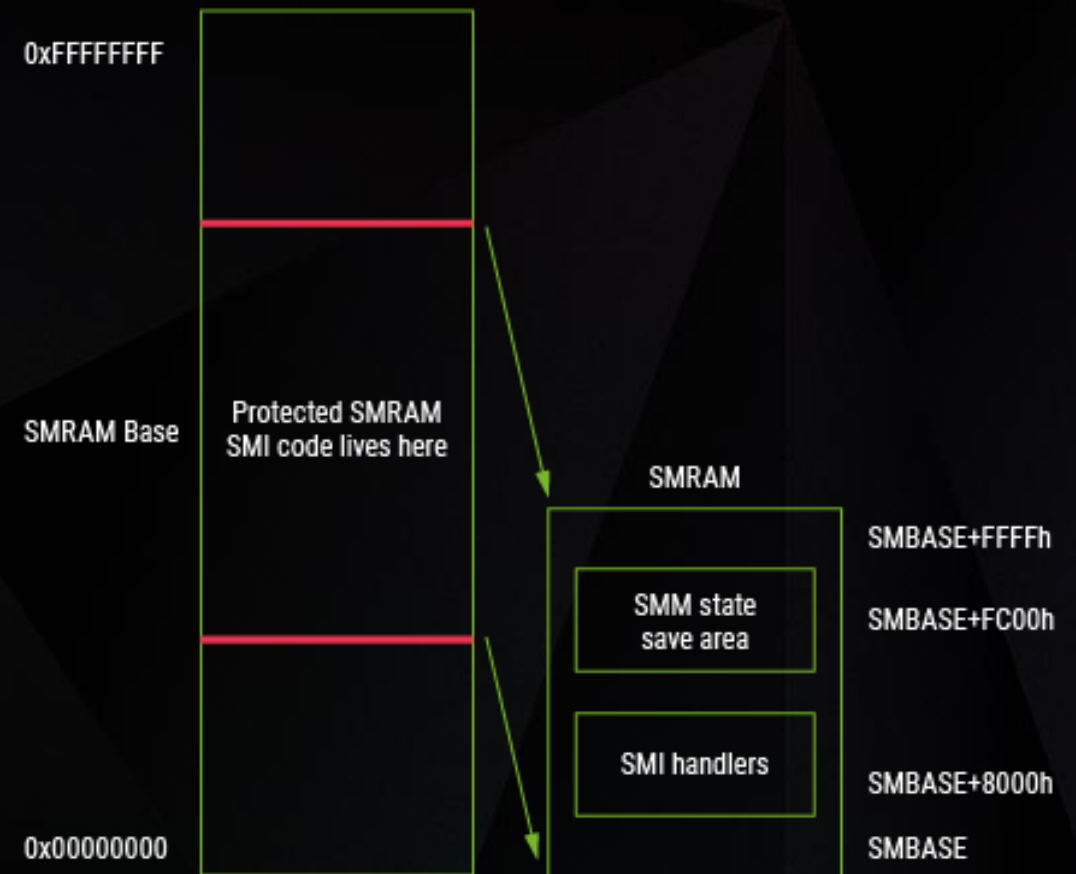 0xFFFFFFFF
SMRAM Base
Protected SMRAM
SMI code lives here
0x00000000
SMRAM
SMBASE+FFFFh
SMM state
save area
SMBASE+FC00h
SMI handlers
SMBASE+8000h
SMBASE